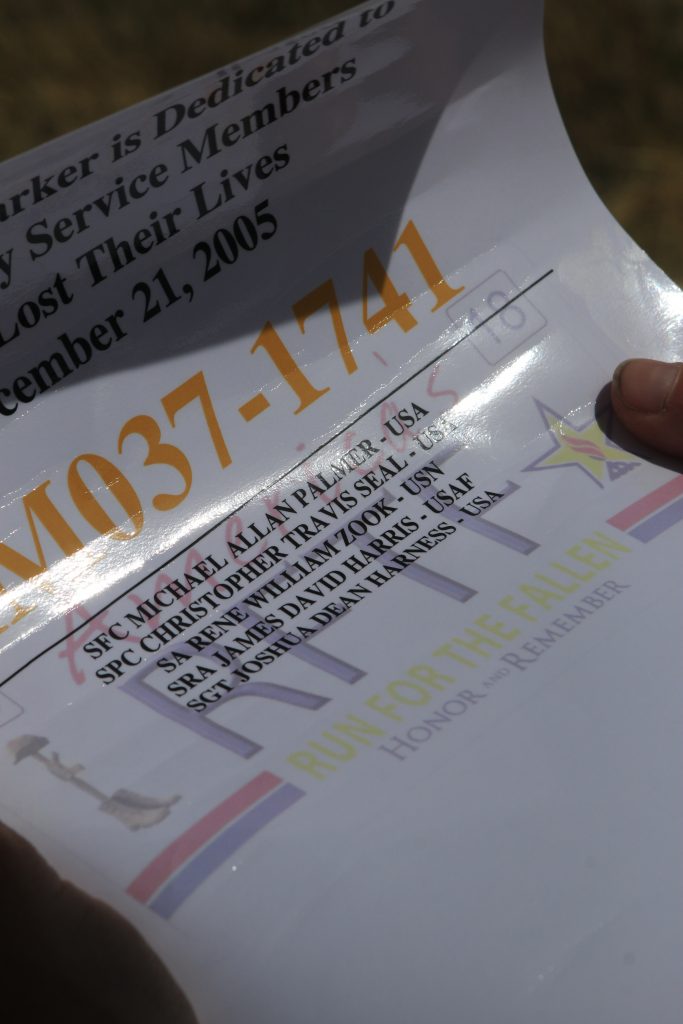 arker is Dedicated to
y Service Members
Lost Their Lives
cember 21, 2005
M037-1741
18
America's
SFC MICHAEL ALLAN PALMER - USA
SPC CHRISTOPHER TRAVIS SEAL - USA
SA RENE WILLIAM ZOOK - USN
SRA JAMES DAVID HARRIS - USAF
SGT JOSHUA DEAN HARNESS - USA
RFTF
RUN FOR THE FALLEN
HONOR AND REMEMBER